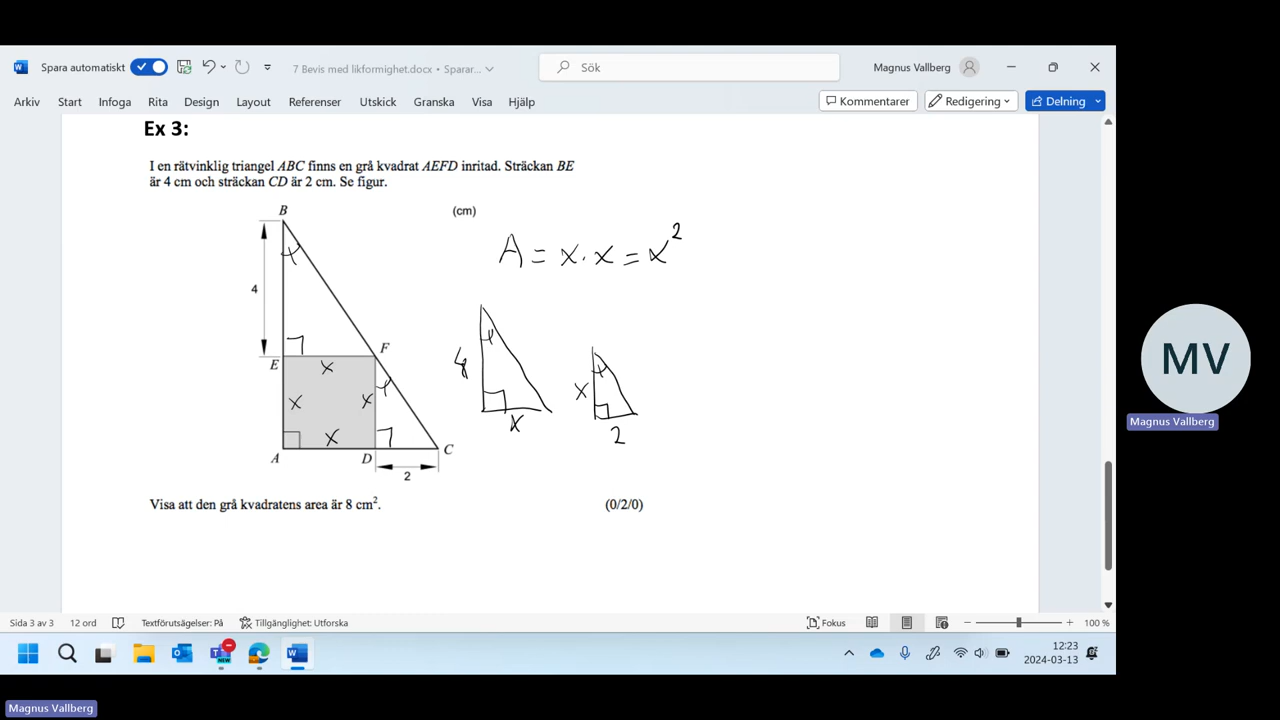 Spara automatiskt
7 Bevis med likformighet.docx • Sparar...
Sök
Magnus Vallberg
Arkiv Start Infoga Rita Design Layout Referenser Utskick Granska Visa Hjälp
Kommentarer Redigering Delning
Ex 3:
I en rätvinklig triangel ABC finns en grå kvadrat AEFD inritad. Sträckan BE
är 4 cm och sträckan CD är 2 cm. Se figur.
B
(cm)
A = x · x = x²
4
E
F
x
x
x
x
A
D
C
2
4
x
x
2
Visa att den grå kvadratens area är 8 cm².
(0/2/0)
MV
Magnus Vallberg
Sida 3 av 3 12 ord Textförutsägelser: På Tillgänglighet: Utforska Fokus 100 %
NEW
12:23
2024-03-13
Magnus Vallberg